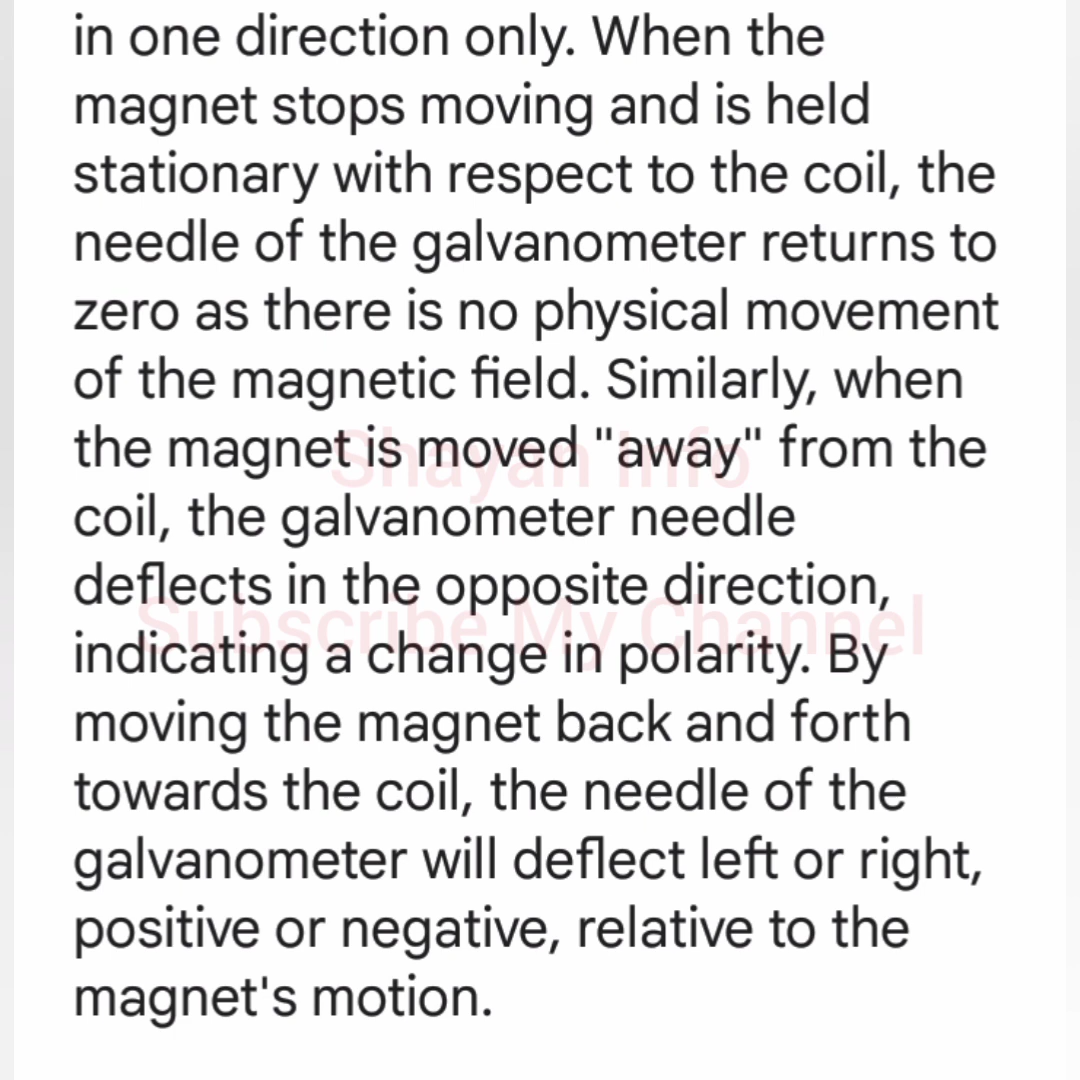 in one direction only. When the
magnet stops moving and is held
stationary with respect to the coil, the
needle of the galvanometer returns to
zero as there is no physical movement
of the magnetic field. Similarly, when
the magnet is moved "away" from the
Shayan Info
coil, the galvanometer needle
deflects in the opposite direction,
Subscribe My Channel
indicating a change in polarity. By
moving the magnet back and forth
towards the coil, the needle of the
galvanometer will deflect left or right,
positive or negative, relative to the
magnet's motion.